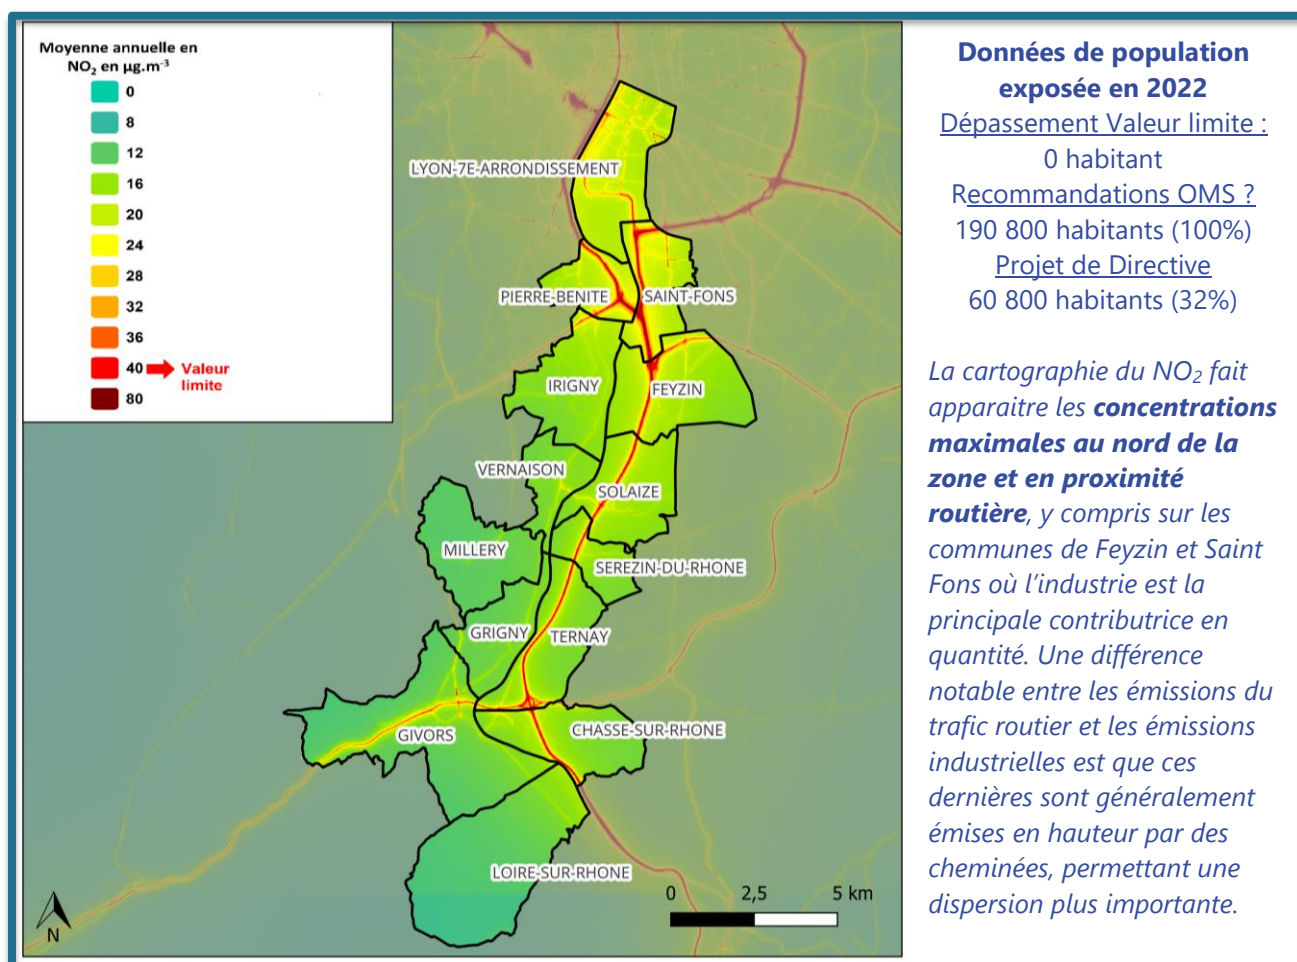 Moyenne annuelle en
NO₂ en µg.m⁻³
0
8
12
16
20
24
28
32
36
40
Valeur
limite
80
LYON-7E-ARRONDISSEMENT
PIERRE-BENITE
SAINT-FONS
IRIGNY
FEYZIN
VERNAISON
SOLAIZE
MILLERY
SEREZIN-DU-RHONE
GRIGNY
TERNAY
GIVORS
CHASSE-SUR-RHONE
LOIRE-SUR-RHONE
N
0 2,5 5 km
Données de population
exposée en 2022
Dépassement Valeur limite :
0 habitant
Recommandations OMS ?
190 800 habitants (100%)
Projet de Directive
60 800 habitants (32%)
La cartographie du NO₂ fait
apparaitre les concentrations
maximales au nord de la
zone et en proximité
routière, y compris sur les
communes de Feyzin et Saint
Fons où l'industrie est la
principale contributrice en
quantité. Une différence
notable entre les émissions du
trafic routier et les émissions
industrielles est que ces
dernières sont généralement
émises en hauteur par des
cheminées, permettant une
dispersion plus importante.